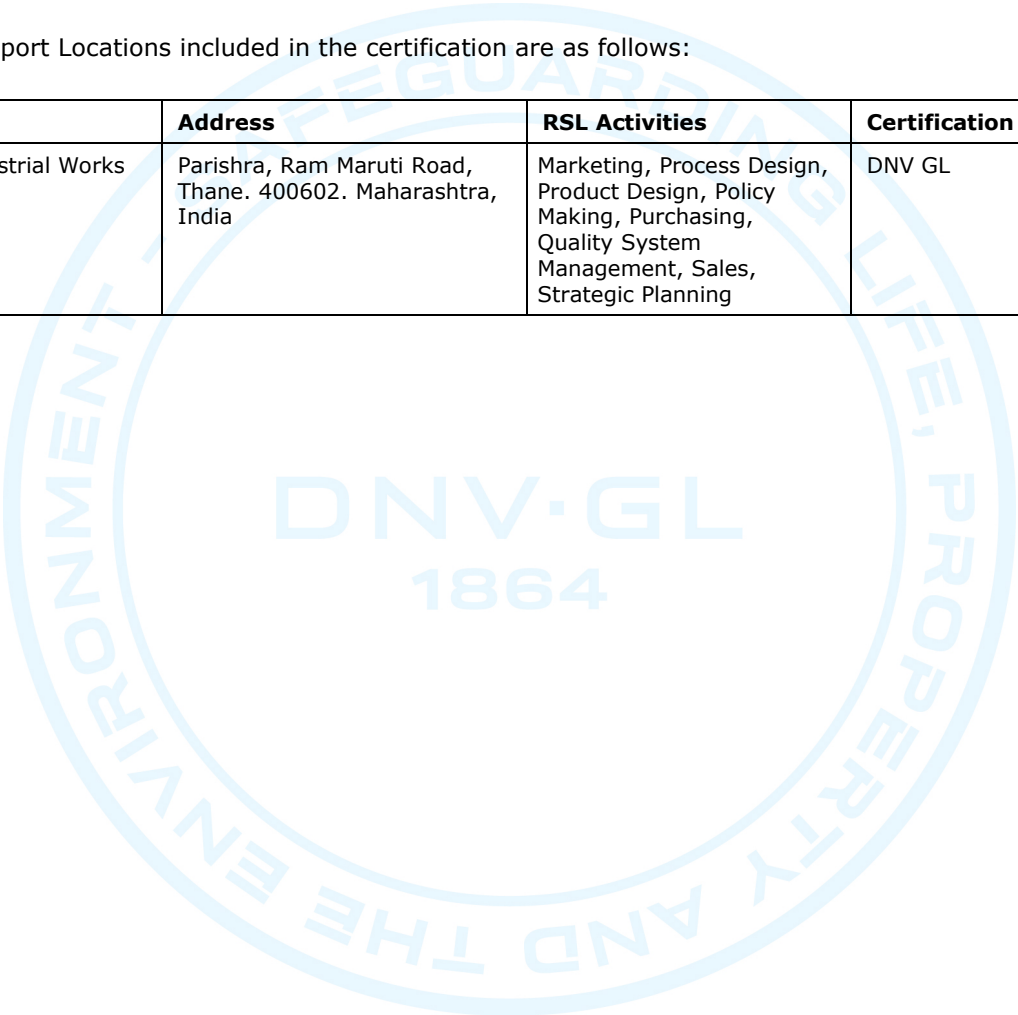 port Locations included in the certification are as follows:
Address
RSL Activities
Certification
strial Works
Parishra, Ram Maruti Road,
Thane. 400602. Maharashtra,
India
Marketing, Process Design,
Product Design, Policy
Making, Purchasing,
Quality System
Management, Sales,
Strategic Planning
DNV GL
SAFEGUARDING LIFE, PROPERTY AND THE ENVIRONMENT -
DNV·GL
1864